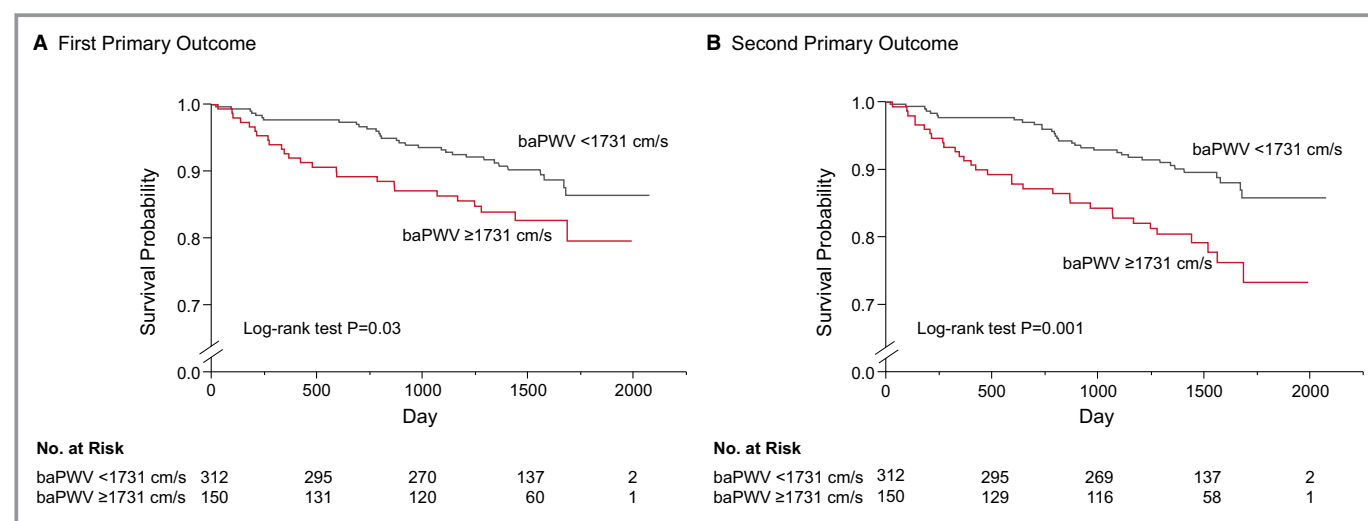 A First Primary Outcome
1.0
0.9
0.8
0.7
0.0
Survival Probability
baPWV <1731 cm/s
baPWV ≥1731 cm/s
Log-rank test P=0.03
0 500 1000 1500 2000
Day
No. at Risk
baPWV <1731 cm/s 312 295 270 137 2
baPWV ≥1731 cm/s 150 131 120 60 1
B Second Primary Outcome
1.0
0.9
0.8
0.7
0.0
Survival Probability
baPWV <1731 cm/s
baPWV ≥1731 cm/s
Log-rank test P=0.001
0 500 1000 1500 2000
Day
No. at Risk
baPWV <1731 cm/s 312 295 269 137 2
baPWV ≥1731 cm/s 150 129 116 58 1